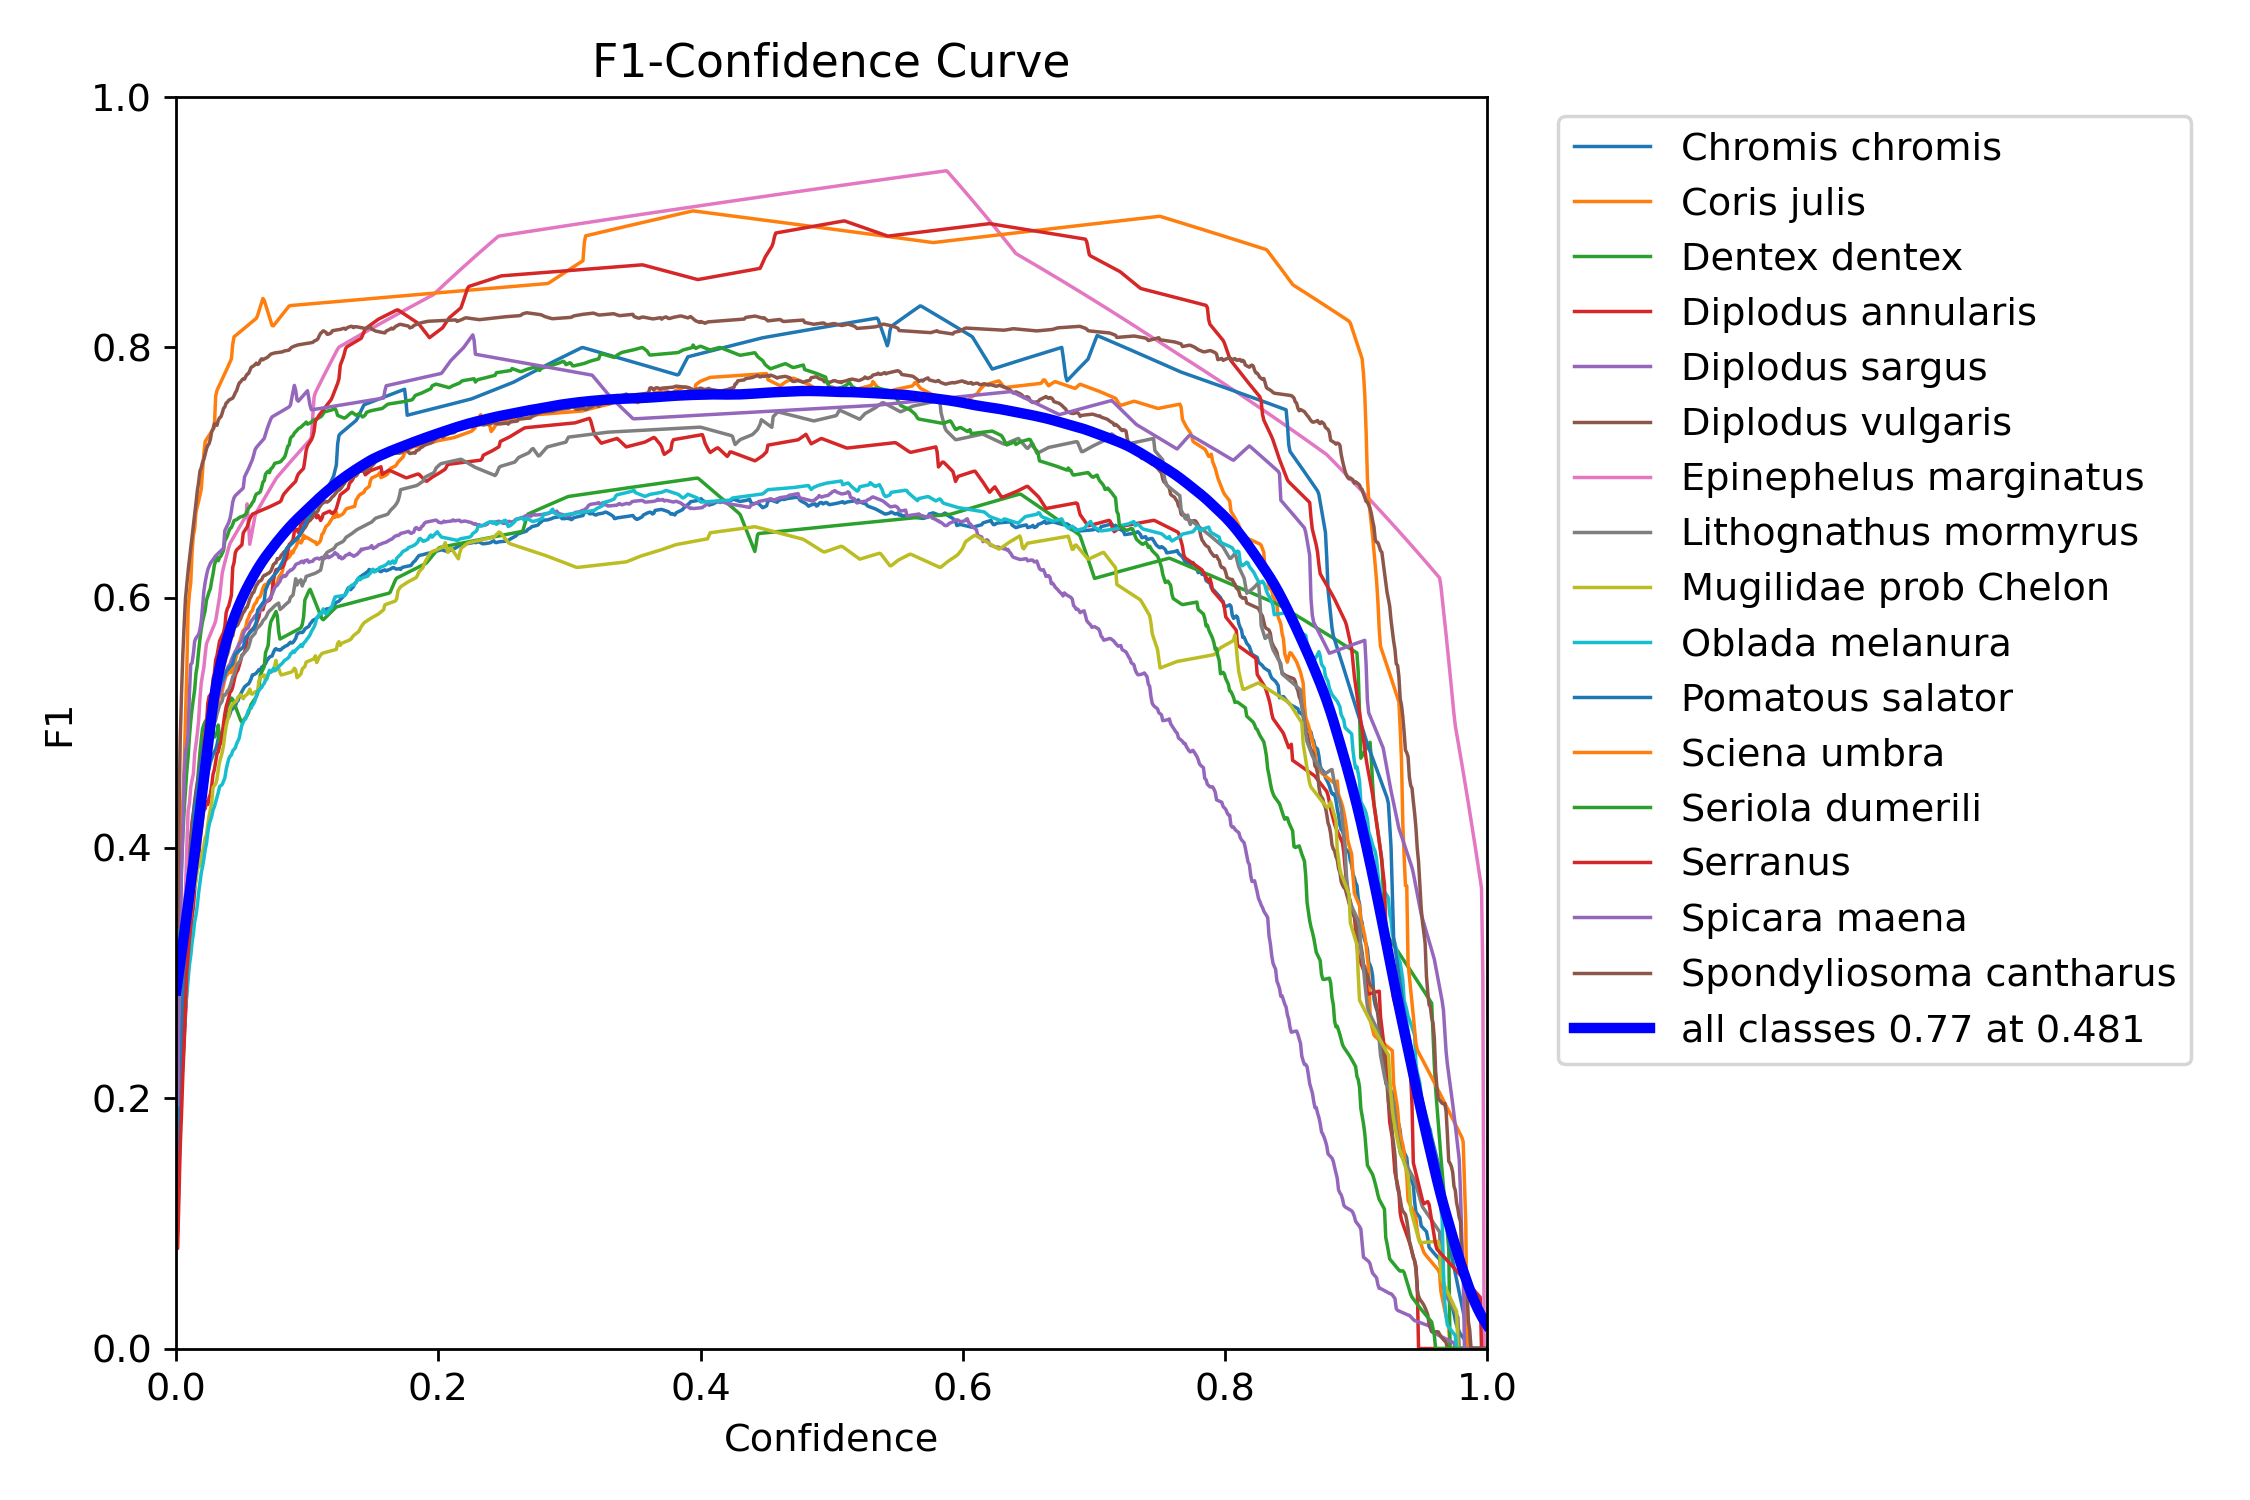 F1-Confidence Curve
1.0
0.8
0.6
0.4
0.2
0.0
F1
0.0 0.2 0.4 0.6 0.8 1.0
Confidence
Chromis chromis
Coris julis
Dentex dentex
Diplodus annularis
Diplodus sargus
Diplodus vulgaris
Epinephelus marginatus
Lithognathus mormyrus
Mugilidae prob Chelon
Oblada melanura
Pomatous salator
Sciena umbra
Seriola dumerili
Serranus
Spicara maena
Spondyliosoma cantharus
all classes 0.77 at 0.481